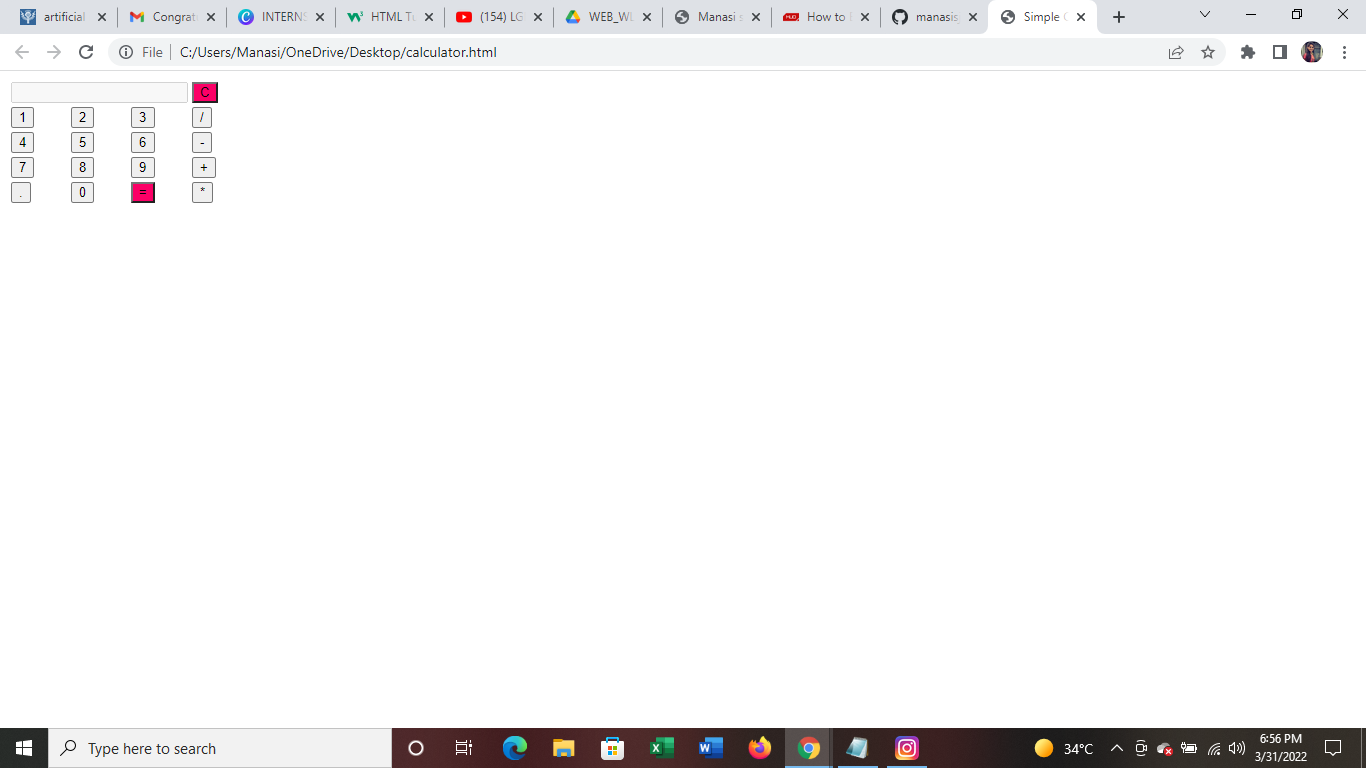 artificial Congrat INTERNS HTML Tu (154) LG WEB_WL Manasi s How to manasis Simple C
File C:/Users/Manasi/OneDrive/Desktop/calculator.html
C
1 2 3 /
4 5 6 -
7 8 9 +
. 0 = *
Type here to search
34°C
6:56 PM
3/31/2022